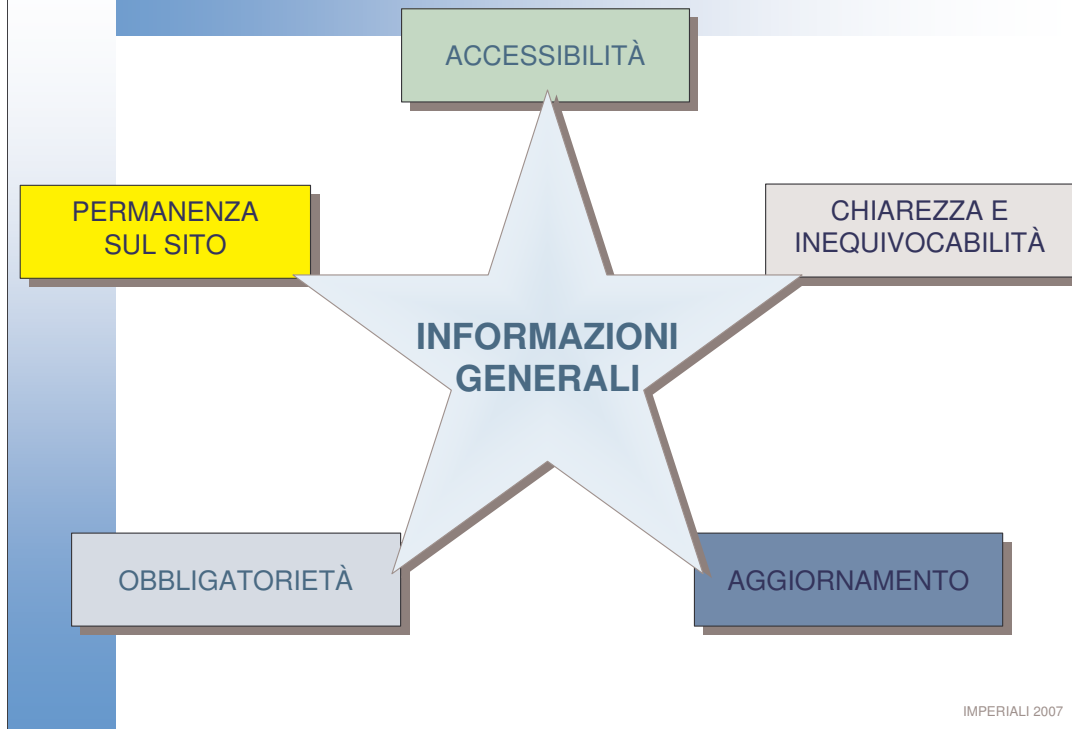 ACCESSIBILITÀ
PERMANENZA
SUL SITO
CHIAREZZA E
INEQUIVOCABILITÀ
INFORMAZIONI
GENERALI
OBBLIGATORIETÀ
AGGIORNAMENTO
IMPERIALI 2007